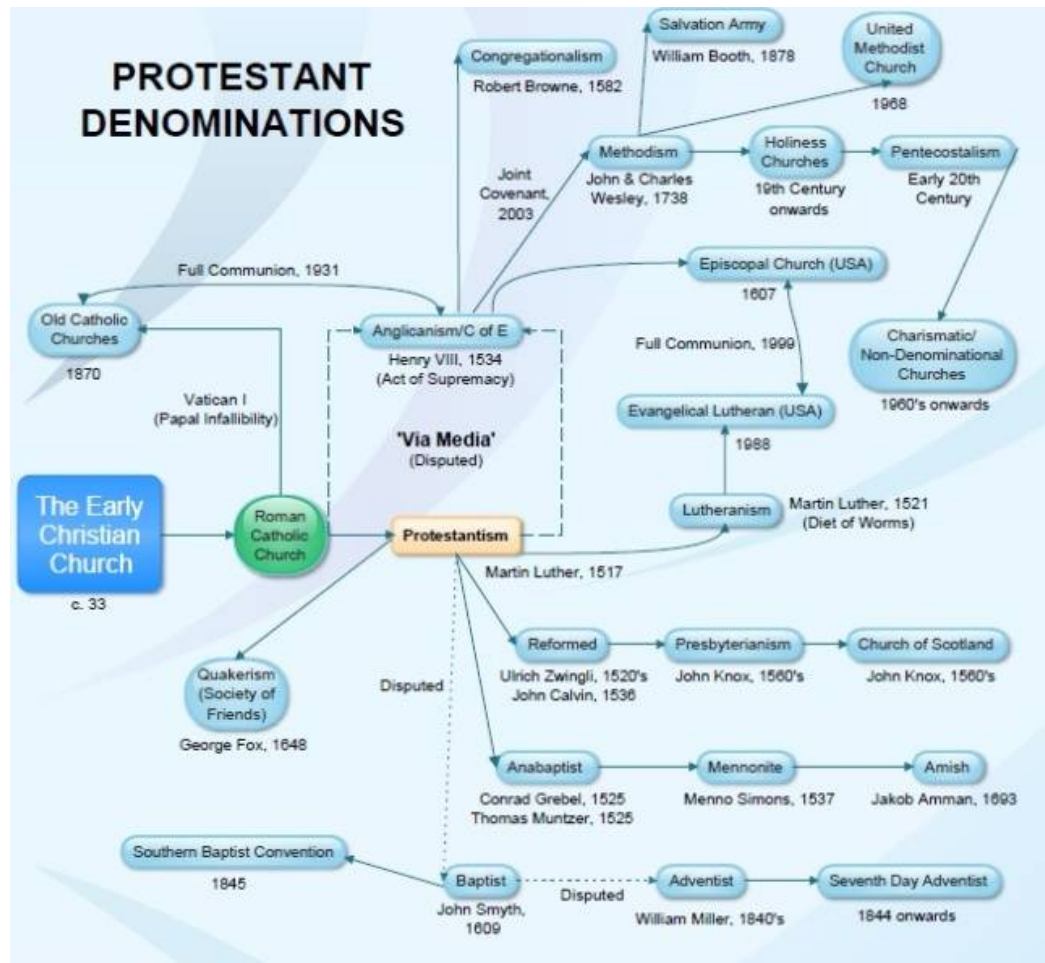 PROTESTANT
DENOMINATIONS
Congregationalism
Robert Browne, 1582
Salvation Army
William Booth, 1878
United
Methodist
Church
1968
Methodism
John & Charles
Wesley, 1738
Holiness
Churches
19th Century
onwards
Pentecostalism
Early 20th
Century
Joint
Covenant,
2003
Full Communion, 1931
Episcopal Church (USA)
1607
Old Catholic
Churches
1870
Anglicanism/C of E
Henry VIII, 1534
(Act of Supremacy)
Full Communion, 1999
Charismatic/
Non-Denominational
Churches
1960's onwards
Vatican I
(Papal Infallibility)
'Via Media'
(Disputed)
Evangelical Lutheran (USA)
1988
The Early
Christian
Church
c. 33
Roman
Catholic
Church
Protestantism
Lutheranism
Martin Luther, 1521
(Diet of Worms)
Martin Luther, 1517
Quakerism
(Society of
Friends)
George Fox, 1648
Disputed
Reformed
Ulrich Zwingli, 1520's
John Calvin, 1536
Presbyterianism
John Knox, 1560's
Church of Scotland
John Knox, 1560's
Anabaptist
Conrad Grebel, 1525
Thomas Muntzer, 1525
Mennonite
Menno Simons, 1537
Amish
Jakob Amman, 1693
Southern Baptist Convention
1845
Baptist
John Smyth,
1609
Disputed
Adventist
William Miller, 1840's
Seventh Day Adventist
1844 onwards